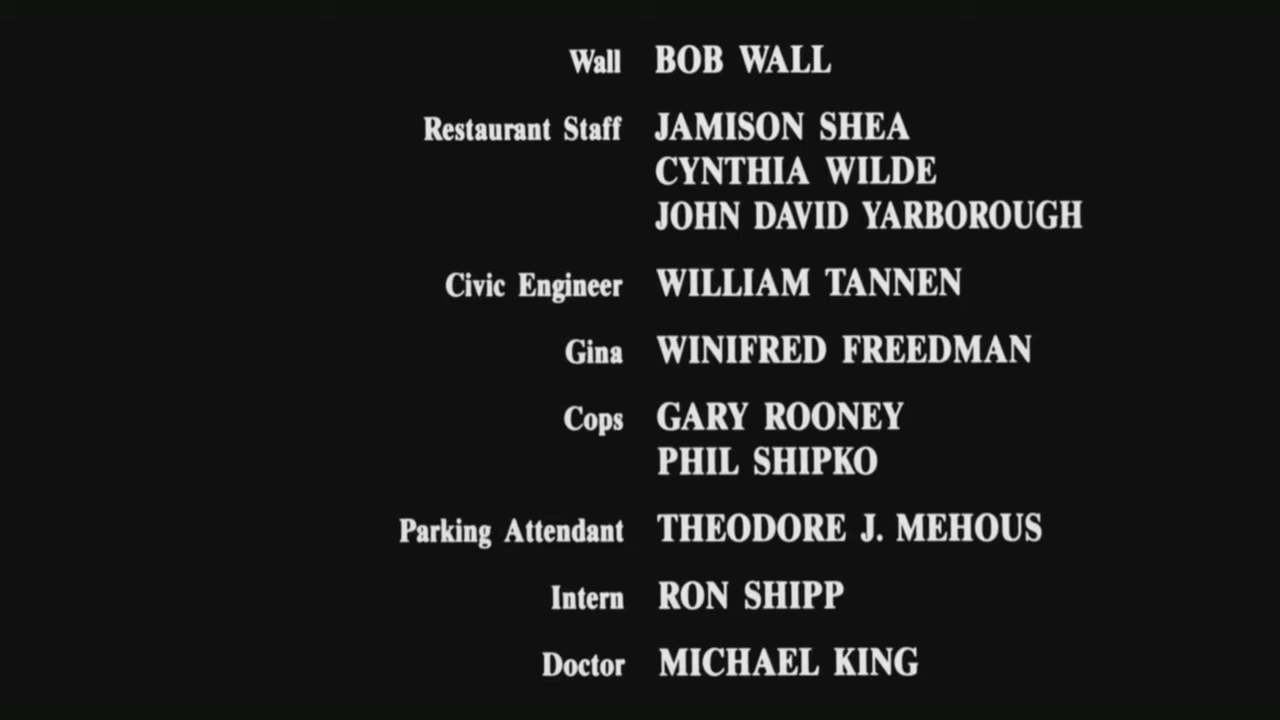 Wall BOB WALL
Restaurant Staff JAMISON SHEA
CYNTHIA WILDE
JOHN DAVID YARBOROUGH
Civic Engineer WILLIAM TANNEN
Gina WINIFRED FREEDMAN
Cops GARY ROONEY
PHIL SHIPKO
Parking Attendant THEODORE J. MEHOUS
Intern RON SHIPP
Doctor MICHAEL KING